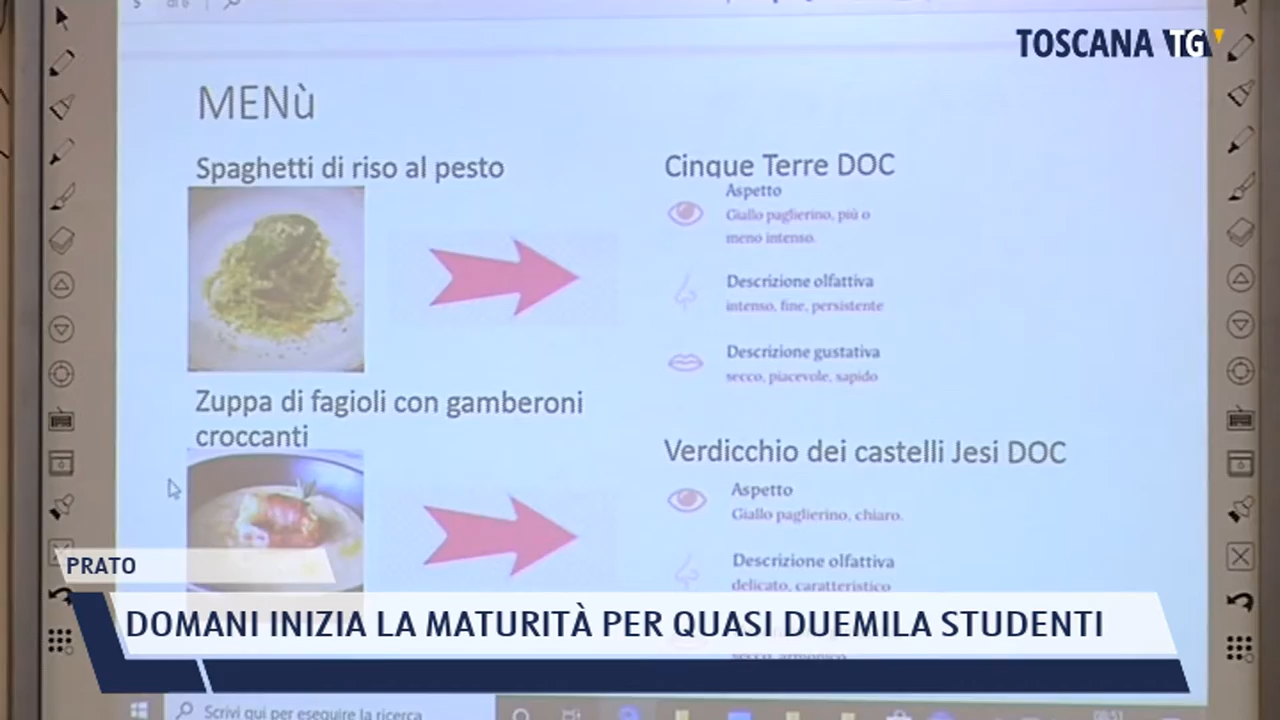 TOSCANA TG
MENù
Spaghetti di riso al pesto
Cinque Terre DOC
Aspetto
Giallo paglierino, più o
meno intenso.
Descrizione olfattiva
intenso, fine, persistente
Descrizione gustativa
secco, piacevole, sapido
Zuppa di fagioli con gamberoni
croccanti
Verdicchio dei castelli Jesi DOC
Aspetto
Giallo paglierino, chiaro.
Descrizione olfattiva
delicato, caratteristico
PRATO
DOMANI INIZIA LA MATURITÀ PER QUASI DUEMILA STUDENTI
secco, armonico
Scrivi qui per eseguire la ricerca